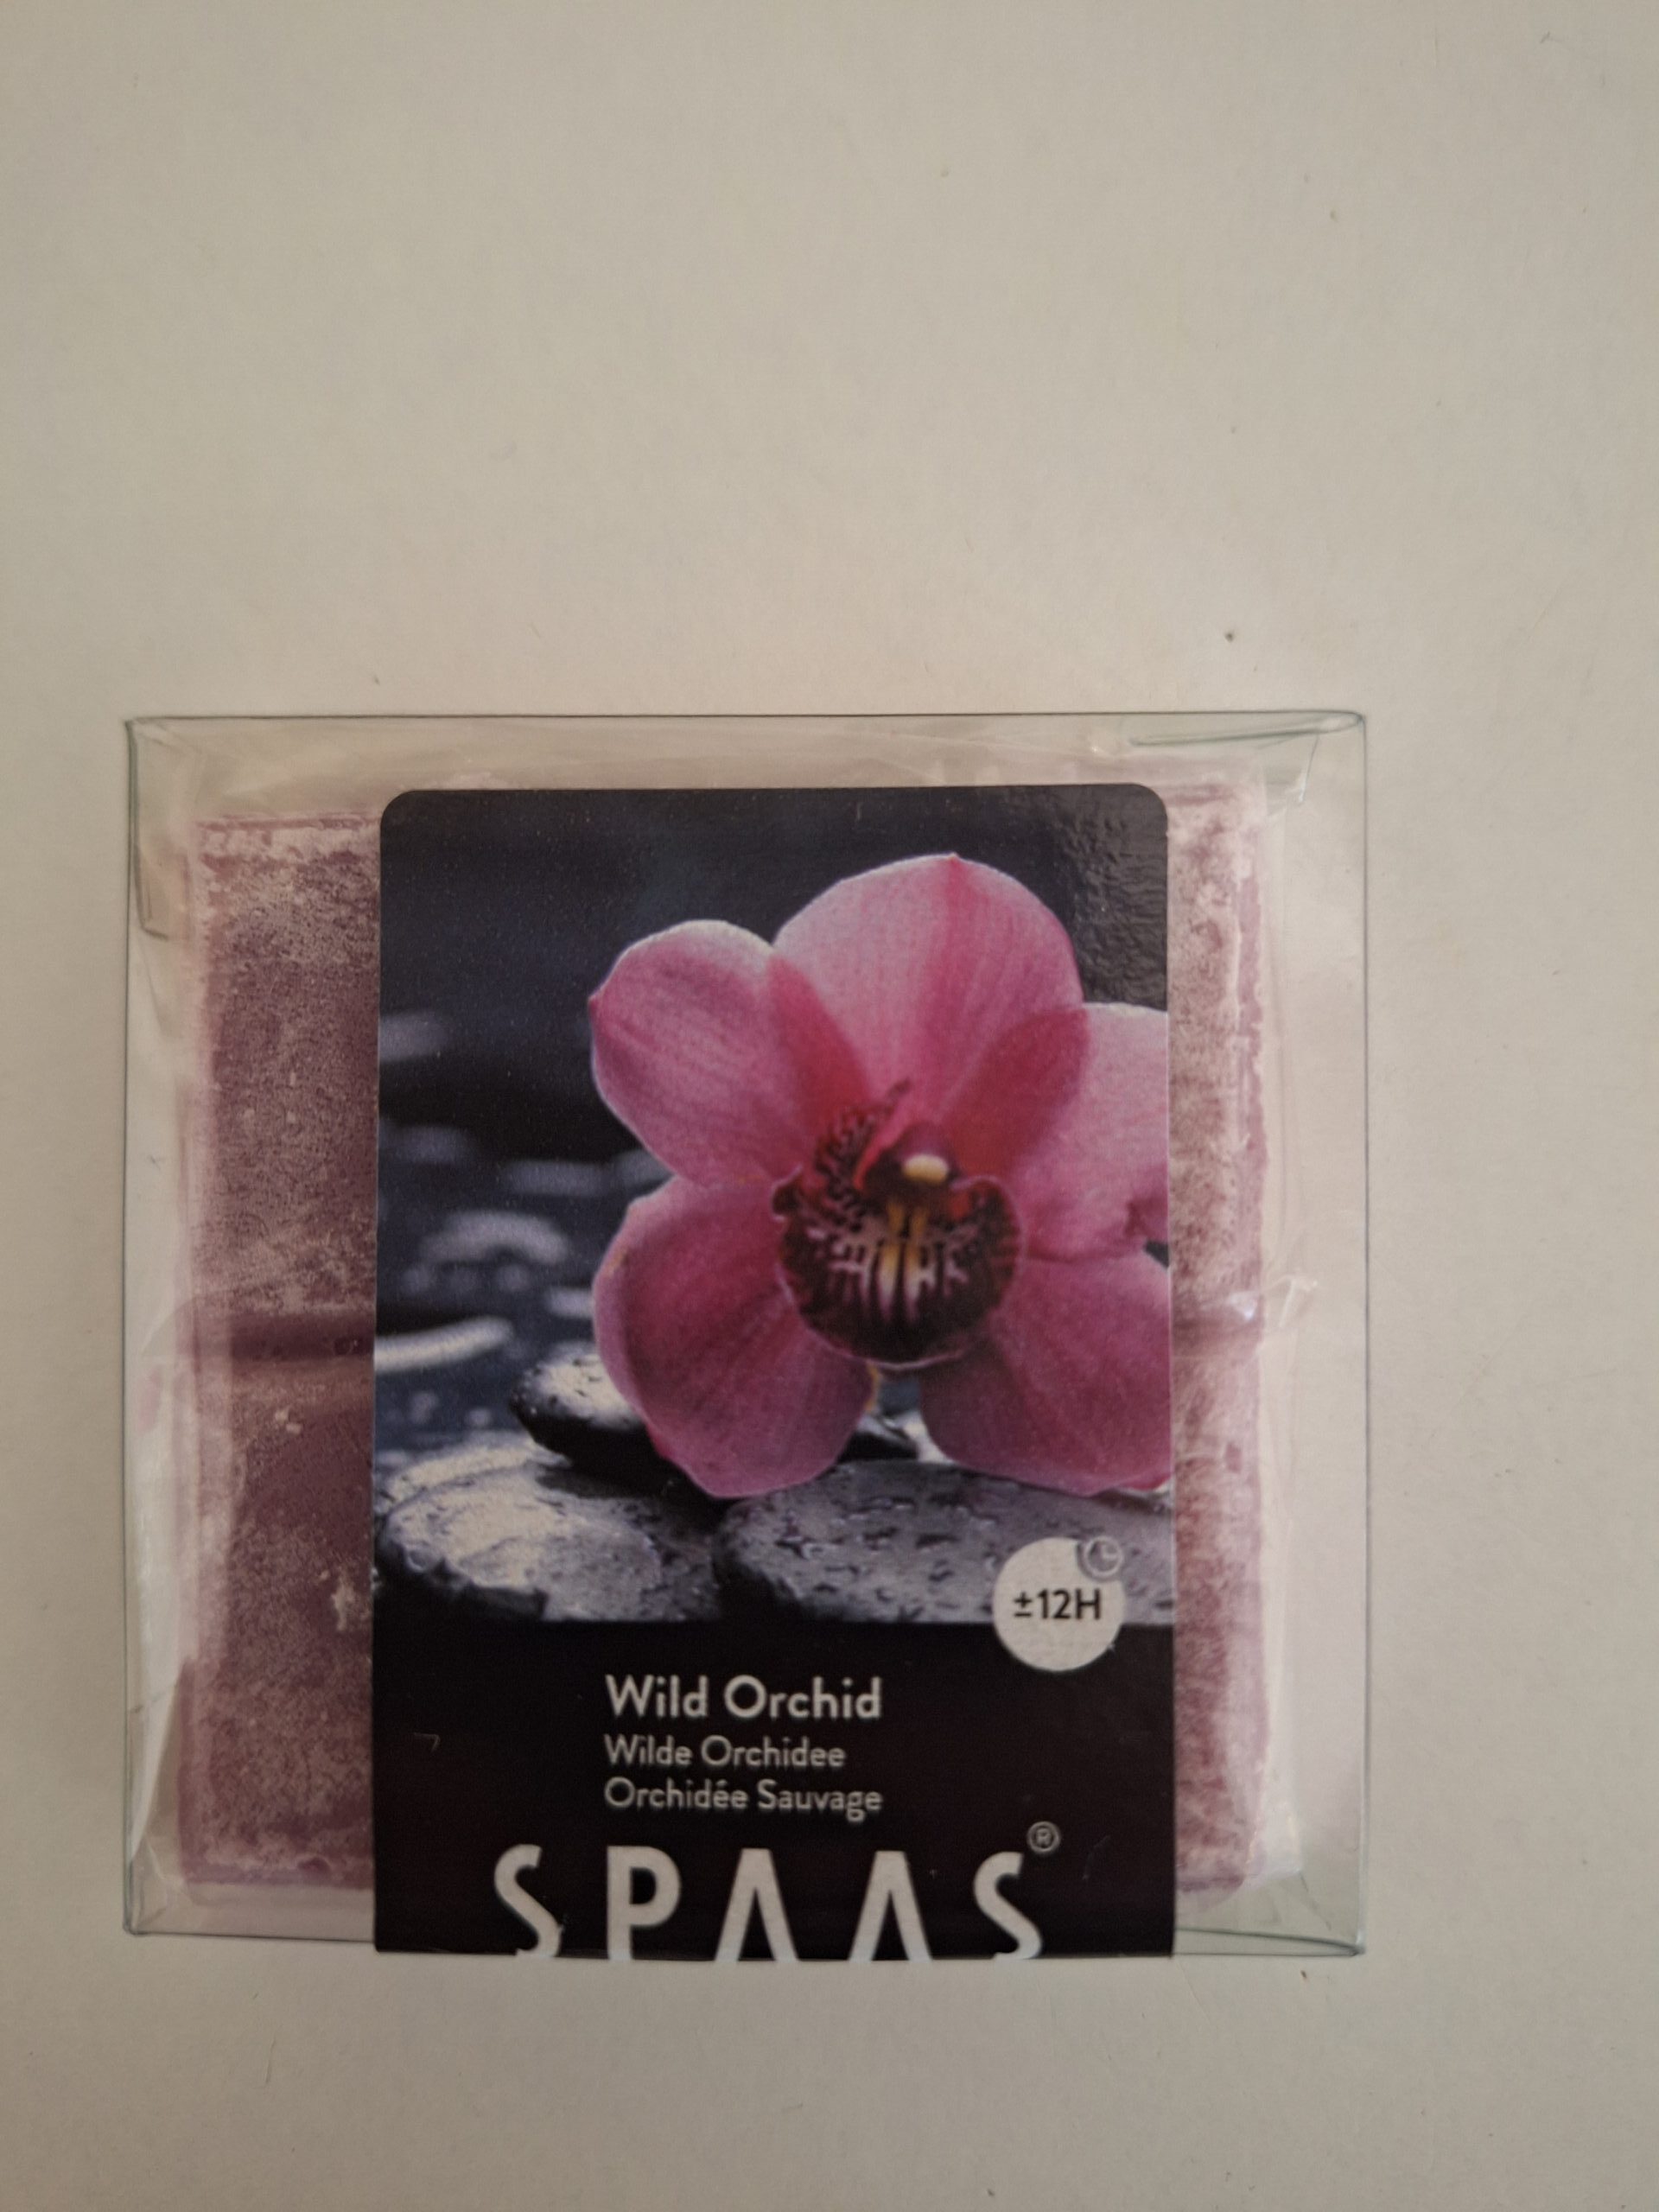 ±12H
Wild Orchid
Wilde Orchidee
Orchidée Sauvage
SPAAS®